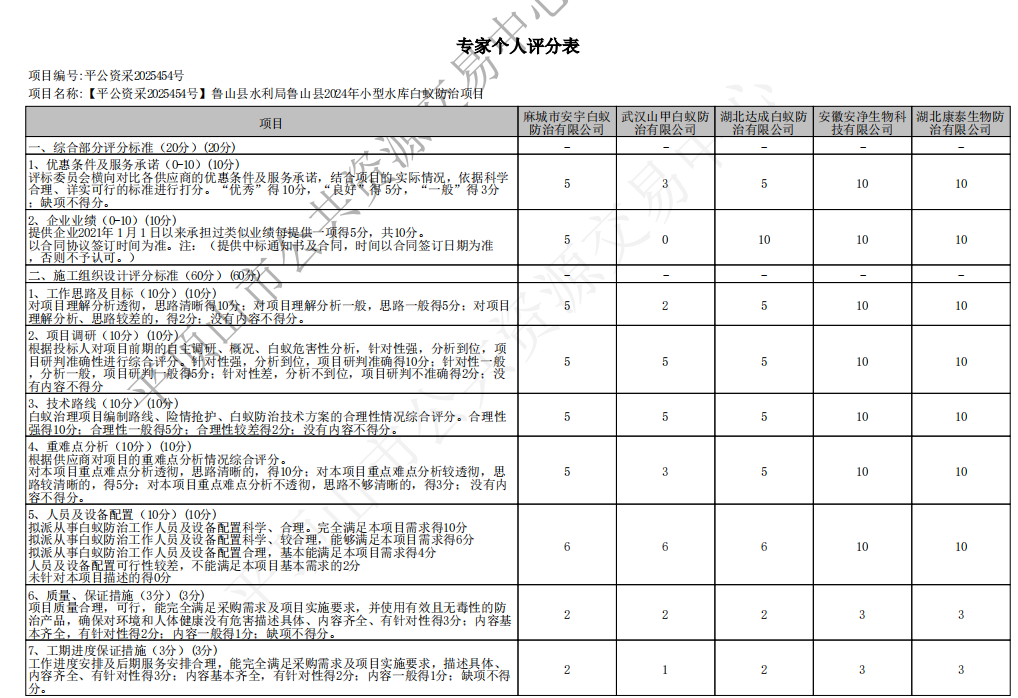 专家个人评分表
项目编号:平公资采2025454号
项目名称:【平公资采2025454号】鲁山县水利局鲁山县2024年小型水库白蚁防治项目
项目 麻城市安宇白蚁防治有限公司 武汉山甲白蚁防治有限公司 湖北达成白蚁防治有限公司 安徽安净生物科技有限公司 湖北康泰生物防治有限公司
一、综合部分评分标准（20分）(20分) – – – – –
1、优惠条件及服务承诺（0-10）(10分)
评标委员会横向对比各供应商的优惠条件及服务承诺，结合项目的实际情况，依据科学
合理、详实可行的标准进行打分。“优秀”得10分，“良好”得 5分，“一般”得 3分
；缺项不得分。
5 3 5 10 10
2、企业业绩（0-10）(10分)
提供企业2021年 1 月 1 日以来承担过类似业绩每提供一项得5分，共10分。
以合同协议签订时间为准。注：（提供中标通知书及合同，时间以合同签订日期为准
，否则不予认可。）
5 0 10 10 10
二、施工组织设计评分标准（60分）(60分) – – – – –
1、工作思路及目标（10分）(10分)
对项目理解分析透彻，思路清晰得10分；对项目理解分析一般，思路一般得5分；对项目
理解分析、思路较差的，得2分；没有内容不得分。
5 2 5 10 10
2、项目调研（10分）(10分)
根据投标人对项目前期的自主调研、概况、白蚁危害性分析，针对性强，分析到位，项
目研判准确性进行综合评分。针对性强，分析到位，项目研判准确得10分；针对性一般
，分析一般，项目研判一般得5分；针对性差，分析不到位，项目研判不准确得2分；没
有内容不得分
5 5 5 10 10
3、技术路线（10分）(10分)
白蚁治理项目编制路线、险情抢护、白蚁防治技术方案的合理性情况综合评分。合理性
强得10分；合理性一般得5分；合理性较差得2分；没有内容不得分。
5 5 5 10 10
4、重难点分析（10分）(10分)
根据供应商对项目的重难点分析情况综合评分。
对本项目重点难点分析透彻，思路清晰的，得10分；对本项目重点难点分析较透彻，思
路较清晰的，得5分；对本项目重点难点分析不透彻，思路不够清晰的，得3分； 没有内
容不得分。
5 3 5 10 10
5、人员及设备配置（10分）(10分)
拟派从事白蚁防治工作人员及设备配置科学、合理。完全满足本项目需求得10分
拟派从事白蚁防治工作人员及设备配置科学、较合理，能够满足本项目需求得6分
拟派从事白蚁防治工作人员及设备配置合理，基本能满足本项目需求得4分
人员及设备配置可行性较差，不能满足本项目基本需求的2分
未针对本项目描述的得0分
6 6 6 10 10
6、质量、保证措施（3分）(3分)
项目质量合理，可行，能完全满足采购需求及项目实施要求，并使用有效且无毒性的防
治产品，确保对环境和人体健康没有危害描述具体、内容齐全、有针对性得3分；内容基
本齐全，有针对性得2分；内容一般得1分；缺项不得分。
2 2 2 3 3
7、工期进度保证措施（3分）(3分)
工作进度安排及后期服务安排合理，能完全满足采购需求及项目实施要求，描述具体、
内容齐全、有针对性得3分；内容基本齐全，有针对性得2分；内容一般得1分；缺项不得
分。
2 1 2 3 3
平顶山市公共资源交易中心
平顶山市公共资源交易中心